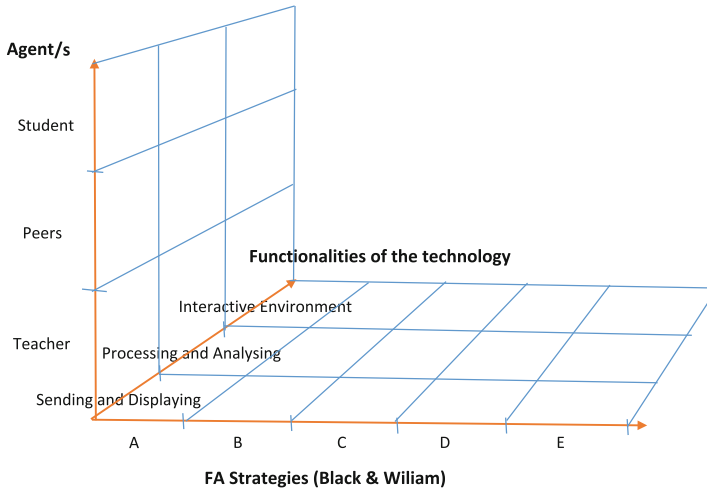 Agent/s
Student
Peers
Functionalities of the technology
Interactive Environment
Teacher
Processing and Analysing
Sending and Displaying
A B C D E
FA Strategies (Black & Wiliam)